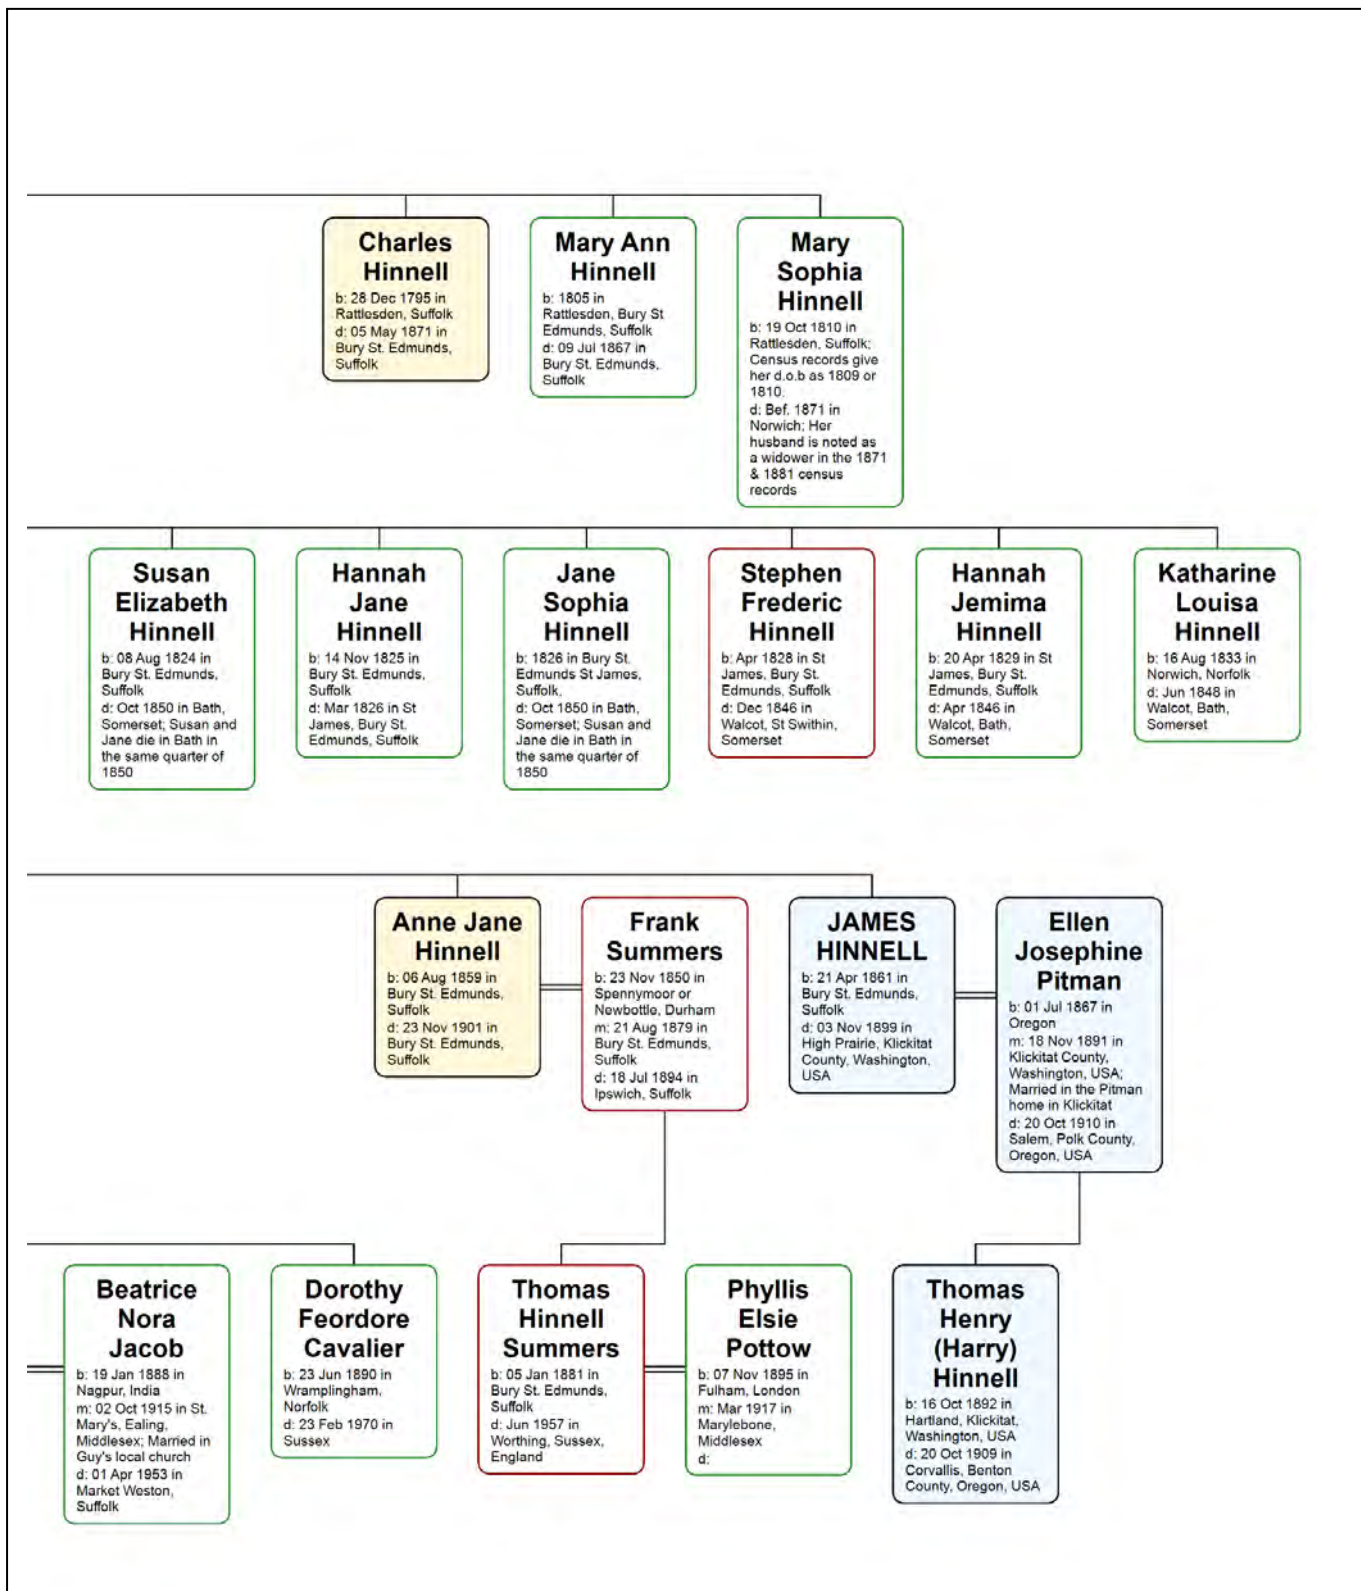 Charles
Hinnell
b: 28 Dec 1795 in
Rattlesden, Suffolk
d: 05 May 1871 in
Bury St. Edmunds,
Suffolk
Mary Ann
Hinnell
b: 1805 in
Rattlesden, Bury St
Edmunds, Suffolk
d: 09 Jul 1867 in
Bury St. Edmunds,
Suffolk
Mary
Sophia
Hinnell
b: 19 Oct 1810 in
Rattlesden, Suffolk;
Census records give
her d.o.b as 1809 or
1810.
d: Bef. 1871 in
Norwich; Her
husband is noted as
a widower in the 1871
& 1881 census
records
Susan
Elizabeth
Hinnell
b: 08 Aug 1824 in
Bury St. Edmunds,
Suffolk
d: Oct 1850 in Bath,
Somerset; Susan and
Jane die in Bath in
the same quarter of
1850
Hannah
Jane
Hinnell
b: 14 Nov 1825 in
Bury St. Edmunds,
Suffolk
d: Mar 1826 in St
James, Bury St.
Edmunds, Suffolk
Jane
Sophia
Hinnell
b: 1826 in Bury St.
Edmunds St James,
Suffolk,
d: Oct 1850 in Bath,
Somerset; Susan and
Jane die in Bath in
the same quarter of
1850
Stephen
Frederic
Hinnell
b: Apr 1828 in St
James, Bury St.
Edmunds, Suffolk
d: Dec 1846 in
Walcot, St Swithin,
Somerset
Hannah
Jemima
Hinnell
b: 20 Apr 1829 in St
James, Bury St.
Edmunds, Suffolk
d: Apr 1846 in
Walcot, Bath,
Somerset
Katharine
Louisa
Hinnell
b: 16 Aug 1833 in
Norwich, Norfolk
d: Jun 1848 in
Walcot, Bath,
Somerset
Anne Jane
Hinnell
b: 06 Aug 1859 in
Bury St. Edmunds,
Suffolk
d: 23 Nov 1901 in
Bury St. Edmunds,
Suffolk
Frank
Summers
b: 23 Nov 1850 in
Spennymoor or
Newbottle, Durham
m: 21 Aug 1879 in
Bury St. Edmunds,
Suffolk
d: 18 Jul 1894 in
Ipswich, Suffolk
JAMES
HINNELL
b: 21 Apr 1861 in
Bury St. Edmunds,
Suffolk
d: 03 Nov 1899 in
High Prairie, Klickitat
County, Washington,
USA
Ellen
Josephine
Pitman
b: 01 Jul 1867 in
Oregon
m: 18 Nov 1891 in
Klickitat County,
Washington, USA;
Married in the Pitman
home in Klickitat
d: 20 Oct 1910 in
Salem, Polk County,
Oregon, USA
Beatrice
Nora
Jacob
b: 19 Jan 1888 in
Nagpur, India
m: 02 Oct 1915 in St.
Mary's, Ealing,
Middlesex; Married in
Guy's local church
d: 01 Apr 1953 in
Market Weston,
Suffolk
Dorothy
Feordore
Cavalier
b: 23 Jun 1890 in
Wramplingham,
Norfolk
d: 23 Feb 1970 in
Sussex
Thomas
Hinnell
Summers
b: 05 Jan 1881 in
Bury St. Edmunds,
Suffolk
d: Jun 1957 in
Worthing, Sussex,
England
Phyllis
Elsie
Pottow
b: 07 Nov 1895 in
Fulham, London
m: Mar 1917 in
Marylebone,
Middlesex
d:
Thomas
Henry
(Harry)
Hinnell
b: 16 Oct 1892 in
Hartland, Klickitat,
Washington, USA
d: 20 Oct 1909 in
Corvallis, Benton
County, Oregon, USA